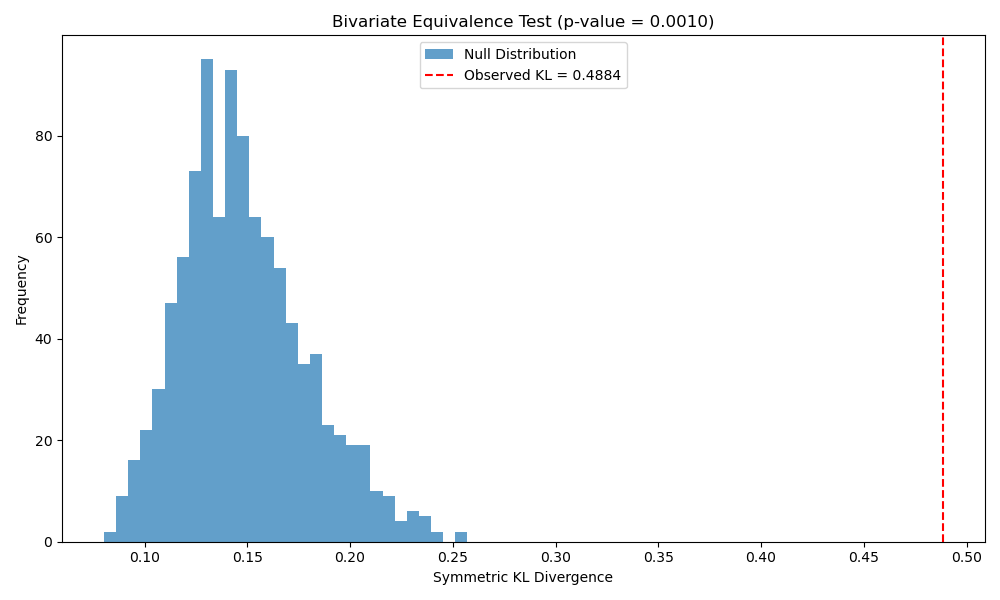 Bivariate Equivalence Test (p-value = 0.0010)
Null Distribution
Observed KL = 0.4884
Frequency
80
60
40
20
0
0.10 0.15 0.20 0.25 0.30 0.35 0.40 0.45 0.50
Symmetric KL Divergence